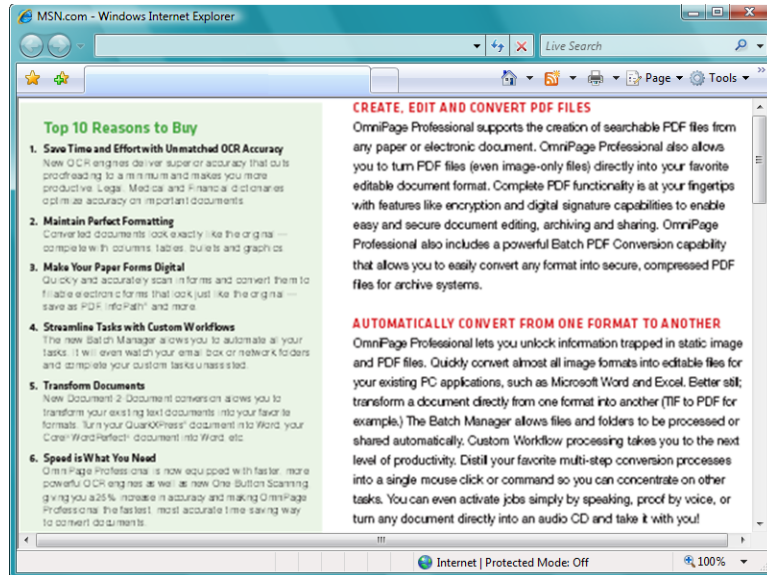 MSN.com - Windows Internet Explorer
Live Search
Page
Tools
Top 10 Reasons to Buy
1. Save Time and Effort with Unmatched OCR Accuracy
New OCR engines deliver superior accuracy that cuts
proofreading to a minimum and makes you more
productive. Legal, Medical and Financial dictionaries
optimize accuracy on important documents.
2. Maintain Perfect Formatting
Converted documents look exactly like the original —
complete with columns, tables, bullets and graphics.
3. Make Your Paper Forms Digital
Quickly and accurately scan in forms and convert them to
fillable electronic forms that look just like the original —
save as PDF, InfoPath® and more.
4. Streamline Tasks with Custom Workflows
The new Batch Manager allows you to automate all your
tasks. It will even watch your email box or network folders
and complete your custom tasks unassisted.
5. Transform Documents
New Document 2 Document conversion allows you to
transform your existing text documents into your favorite
formats. Turn your QuarkXPress® document into Word, your
Corel® WordPerfect® document into Word, etc.
6. Speed is What You Need
OmniPage Professional is now equipped with faster, more
powerful OCR engines as well as new One Button Scanning
giving you a 25% increase in accuracy and making OmniPage
Professional the fastest, most accurate time saving way
to convert documents.
CREATE, EDIT AND CONVERT PDF FILES
OmniPage Professional supports the creation of searchable PDF files from
any paper or electronic document. OmniPage Professional also allows
you to turn PDF files (even image-only files) directly into your favorite
editable document format. Complete PDF functionality is at your fingertips
with features like encryption and digital signature capabilities to enable
easy and secure document editing, archiving and sharing. OmniPage
Professional also includes a powerful Batch PDF Conversion capability
that allows you to easily convert any format into secure, compressed PDF
files for archive systems.
AUTOMATICALLY CONVERT FROM ONE FORMAT TO ANOTHER
OmniPage Professional lets you unlock information trapped in static image
and PDF files. Quickly convert almost all image formats into editable files for
your existing PC applications, such as Microsoft Word and Excel. Better still;
transform a document directly from one format into another (TIF to PDF for
example.) The Batch Manager allows files and folders to be processed or
shared automatically. Custom Workflow processing takes you to the next
level of productivity. Distill your favorite multi-step conversion processes
into a single mouse click or command so you can concentrate on other
tasks. You can even activate jobs simply by speaking, proof by voice, or
turn any document directly into an audio CD and take it with you!
Internet | Protected Mode: Off
100%